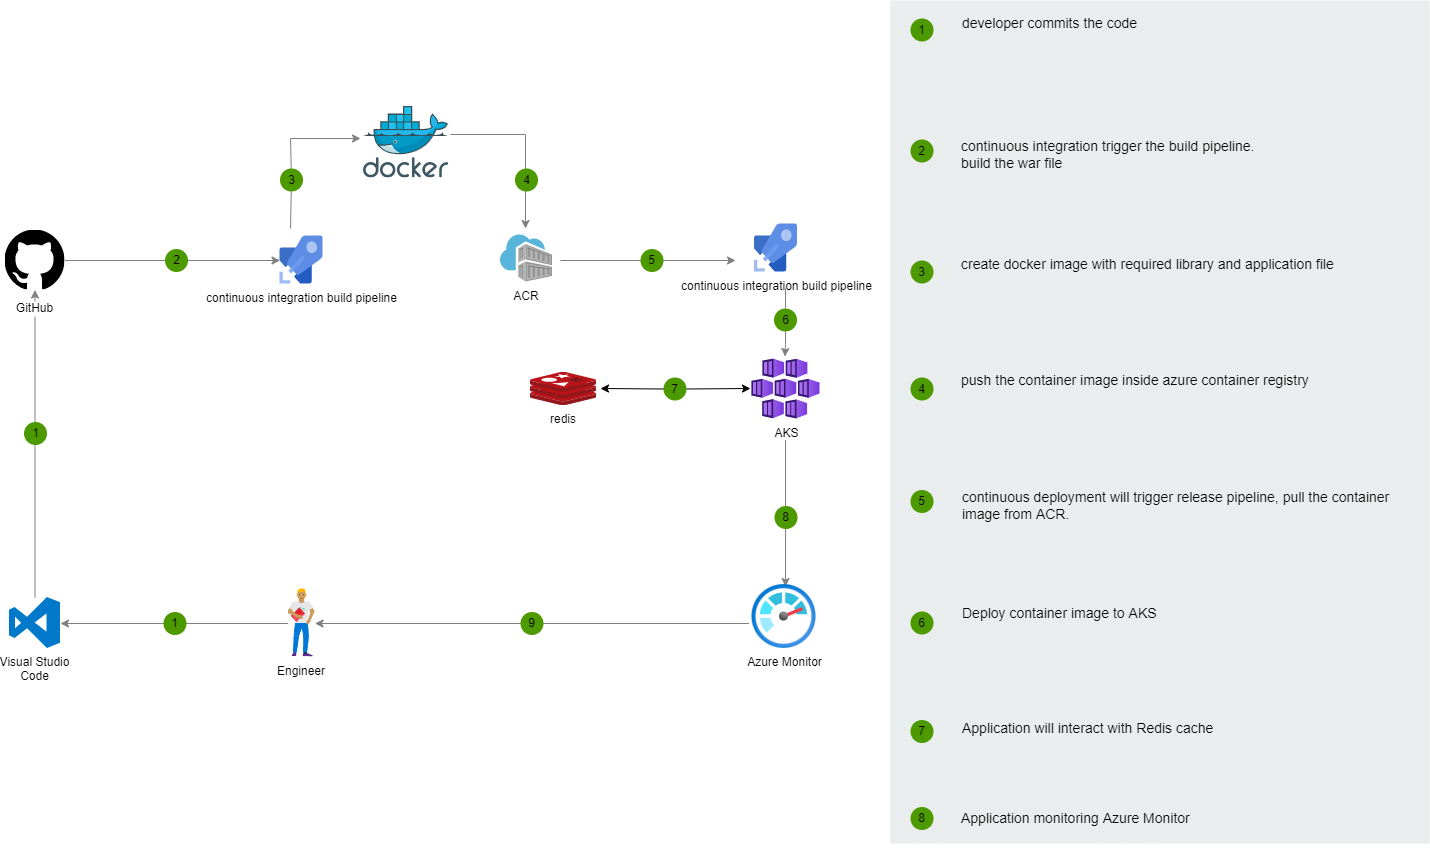 docker
3
4
GitHub
2
continuous integration build pipeline
ACR
5
continuous integration build pipeline
6
redis
7
AKS
1
8
Visual Studio
Code
1
Engineer
9
Azure Monitor
1
developer commits the code
2
continuous integration trigger the build pipeline.
build the war file
3
create docker image with required library and application file
4
push the container image inside azure container registry
5
continuous deployment will trigger release pipeline, pull the container
image from ACR.
6
Deploy container image to AKS
7
Application will interact with Redis cache
8
Application monitoring Azure Monitor